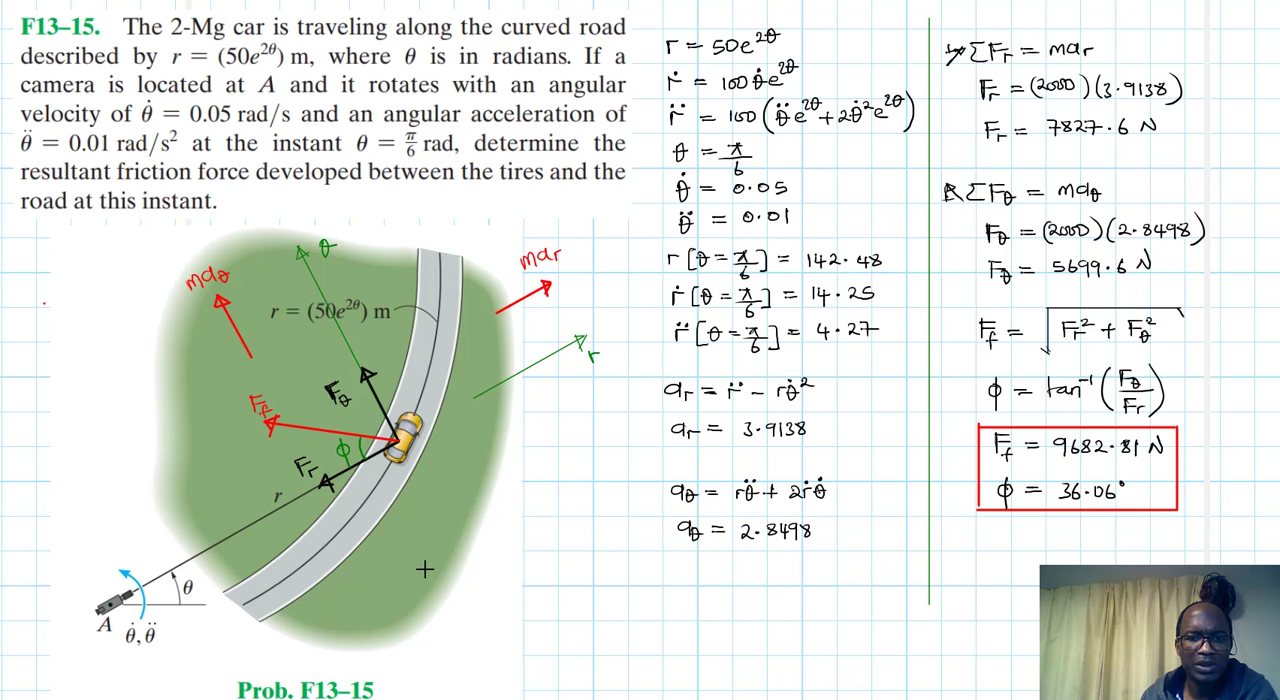 F13–15. The 2-Mg car is traveling along the curved road
described by r = (50e^{2θ}) m, where θ is in radians. If a
camera is located at A and it rotates with an angular
velocity of θ̇ = 0.05 rad/s and an angular acceleration of
θ̈ = 0.01 rad/s² at the instant θ = π/6 rad, determine the
resultant friction force developed between the tires and the
road at this instant.
θ
maθ
mar
r = (50e^{2θ}) m
r
Fθ
Ff
φ
Fr
r
θ
A
θ̇, θ̈
Prob. F13–15
r = 50e^{2θ}
ṙ = 100θ̇e^{2θ}
r̈ = 100(θ̈e^{2θ} + 2θ̇²e^{2θ})
θ = π/6
θ̇ = 0.05
θ̈ = 0.01
r[θ = π/6] = 142.48
ṙ[θ = π/6] = 14.25
r̈[θ = π/6] = 4.27
ar = r̈ − rθ̇²
ar = 3.9138
aθ = rθ̈ + 2ṙθ̇
aθ = 2.8498
ΣFr = mar
Fr = (2000)(3.9138)
Fr = 7827.6 N
ΣFθ = maθ
Fθ = (2000)(2.8498)
Fθ = 5699.6 N
Ff = √(Fr² + Fθ²)
φ = tan⁻¹(Fθ/Fr)
Ff = 9682.81 N
φ = 36.06°